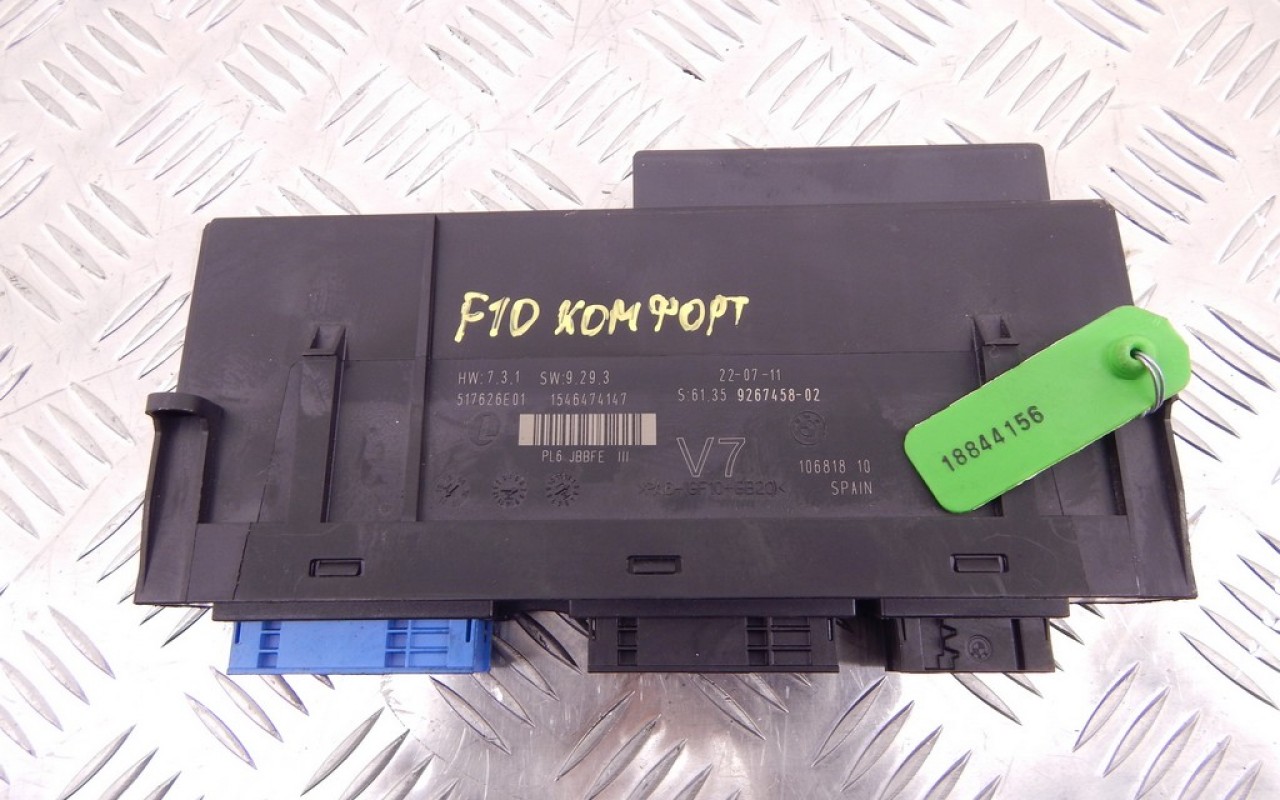 F10 КОМФОРТ
HW:7.3.1 SW:9.29.3 22-07-11
517626E01 1546474147 S:61.35 9267458-02
PL6 JBBFE III
V7
106818 10
SPAIN
18844156